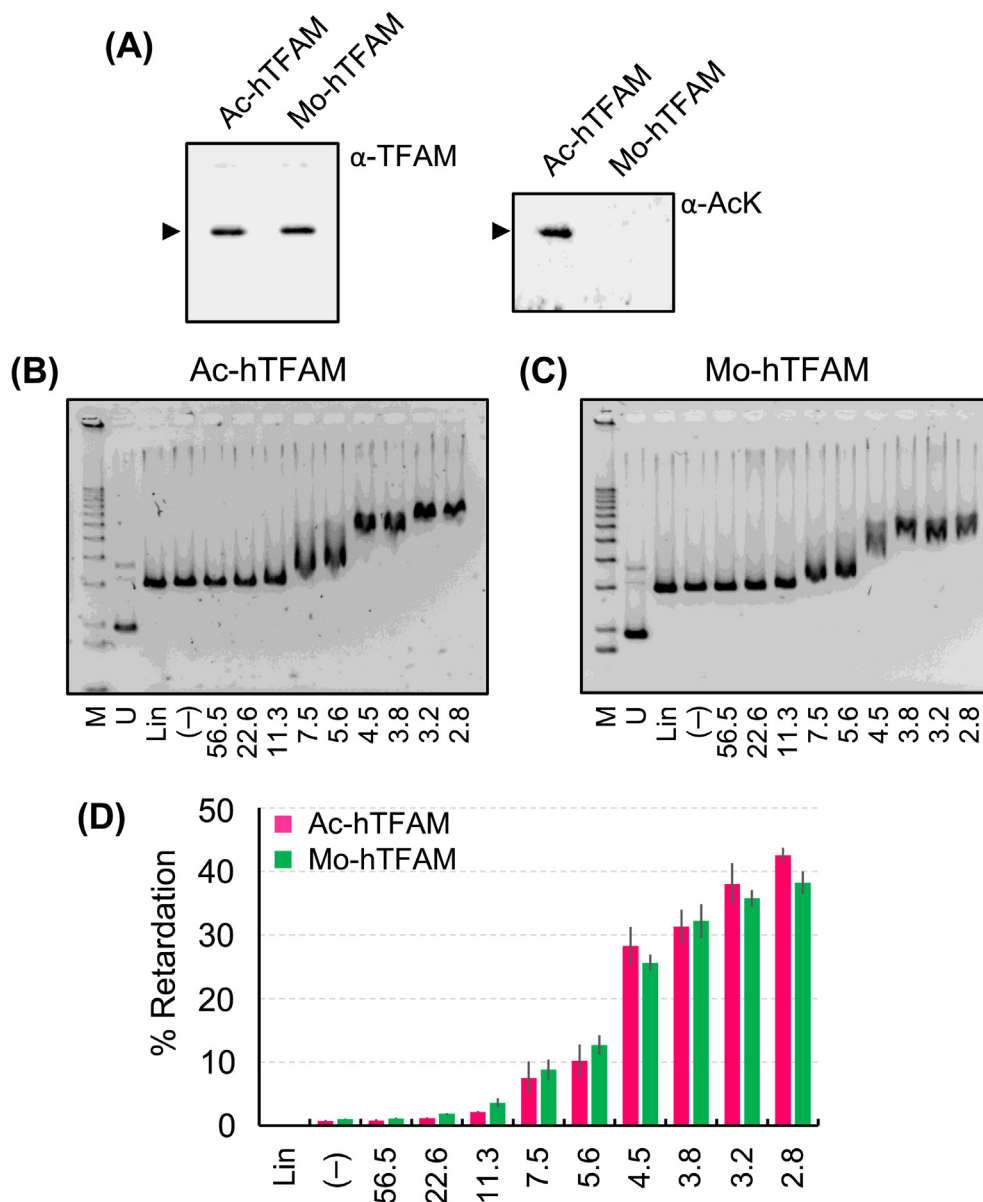 (A)
Ac-hTFAM
Mo-hTFAM
α-TFAM
Ac-hTFAM
Mo-hTFAM
α-AcK
(B)
Ac-hTFAM
M
U
Lin
(–)
56.5
22.6
11.3
7.5
5.6
4.5
3.8
3.2
2.8
(C)
Mo-hTFAM
M
U
Lin
(–)
56.5
22.6
11.3
7.5
5.6
4.5
3.8
3.2
2.8
(D)
% Retardation
50
40
30
20
10
0
Ac-hTFAM
Mo-hTFAM
Lin
(–)
56.5
22.6
11.3
7.5
5.6
4.5
3.8
3.2
2.8